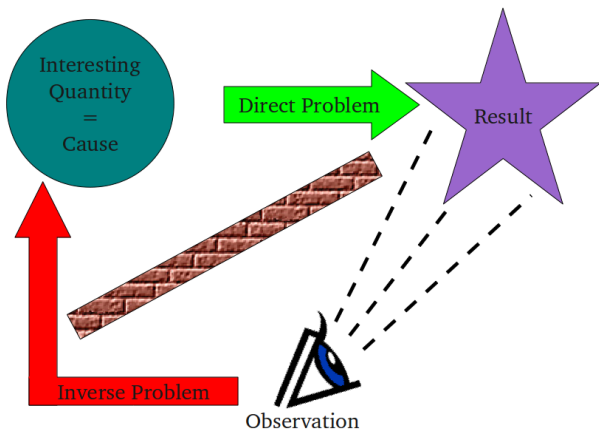 Interesting
Quantity
=
Cause
Direct Problem
Result
Inverse Problem
Observation